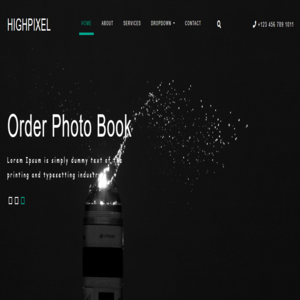 HIGHPIXEL
HOME ABOUT SERVICES DROPDOWN CONTACT +123 456 789 1011
Order Photo Book
Lorem Ipsum is simply dummy text of the
printing and typesetting industry.